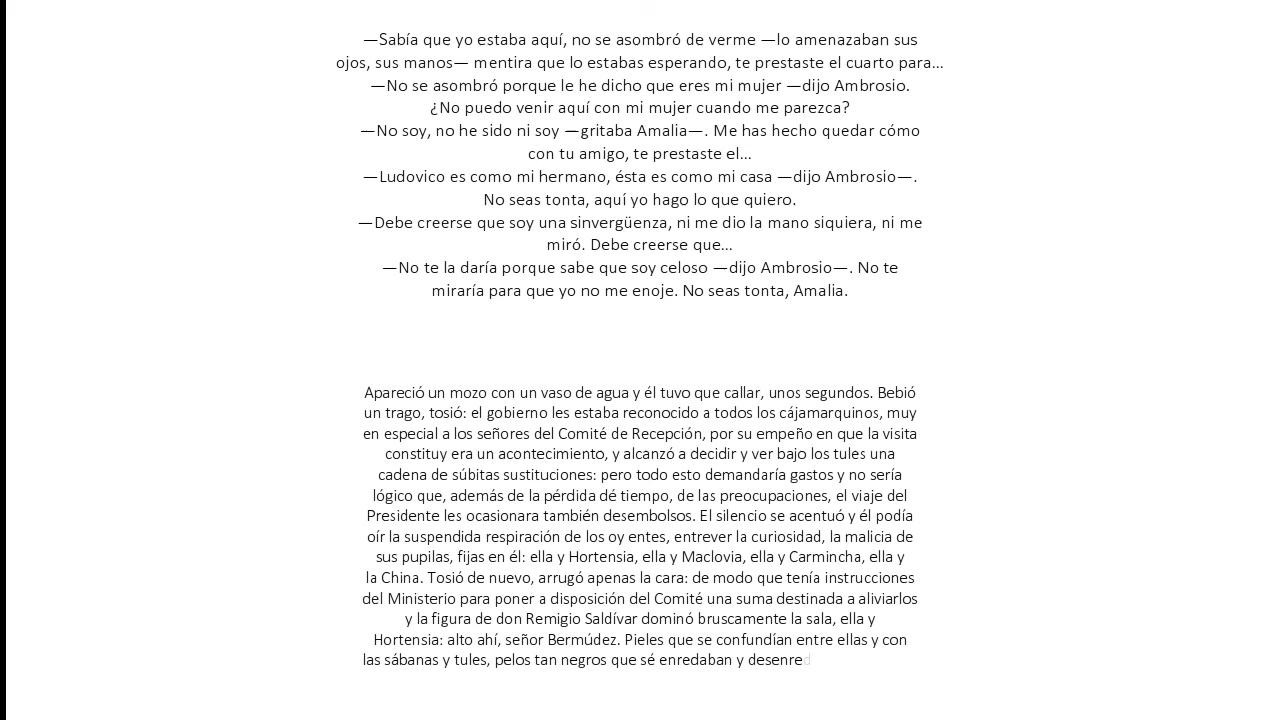 —Sabía que yo estaba aquí, no se asombró de verme —lo amenazaban sus
ojos, sus manos— mentira que lo estabas esperando, te prestaste el cuarto para...
—No se asombró porque le he dicho que eres mi mujer —dijo Ambrosio.
¿No puedo venir aquí con mi mujer cuando me parezca?
—No soy, no he sido ni soy —gritaba Amalia—. Me has hecho quedar cómo
con tu amigo, te prestaste el...
—Ludovico es como mi hermano, ésta es como mi casa —dijo Ambrosio—.
No seas tonta, aquí yo hago lo que quiero.
—Debe creerse que soy una sinvergüenza, ni me dio la mano siquiera, ni me
miró. Debe creerse que...
—No te la daría porque sabe que soy celoso —dijo Ambrosio—. No te
miraría para que yo no me enoje. No seas tonta, Amalia.
Apareció un mozo con un vaso de agua y él tuvo que callar, unos segundos. Bebió
un trago, tosió: el gobierno les estaba reconocido a todos los cájamarquinos, muy
en especial a los señores del Comité de Recepción, por su empeño en que la visita
constituy era un acontecimiento, y alcanzó a decidir y ver bajo los tules una
cadena de súbitas sustituciones: pero todo esto demandaría gastos y no sería
lógico que, además de la pérdida dé tiempo, de las preocupaciones, el viaje del
Presidente les ocasionara también desembolsos. El silencio se acentuó y él podía
oír la suspendida respiración de los oy entes, entrever la curiosidad, la malicia de
sus pupilas, fijas en él: ella y Hortensia, ella y Maclovia, ella y Carmincha, ella y
la China. Tosió de nuevo, arrugó apenas la cara: de modo que tenía instrucciones
del Ministerio para poner a disposición del Comité una suma destinada a aliviarlos
y la figura de don Remigio Saldívar dominó bruscamente la sala, ella y
Hortensia: alto ahí, señor Bermúdez. Pieles que se confundían entre ellas y con
las sábanas y tules, pelos tan negros que sé enredaban y desenred